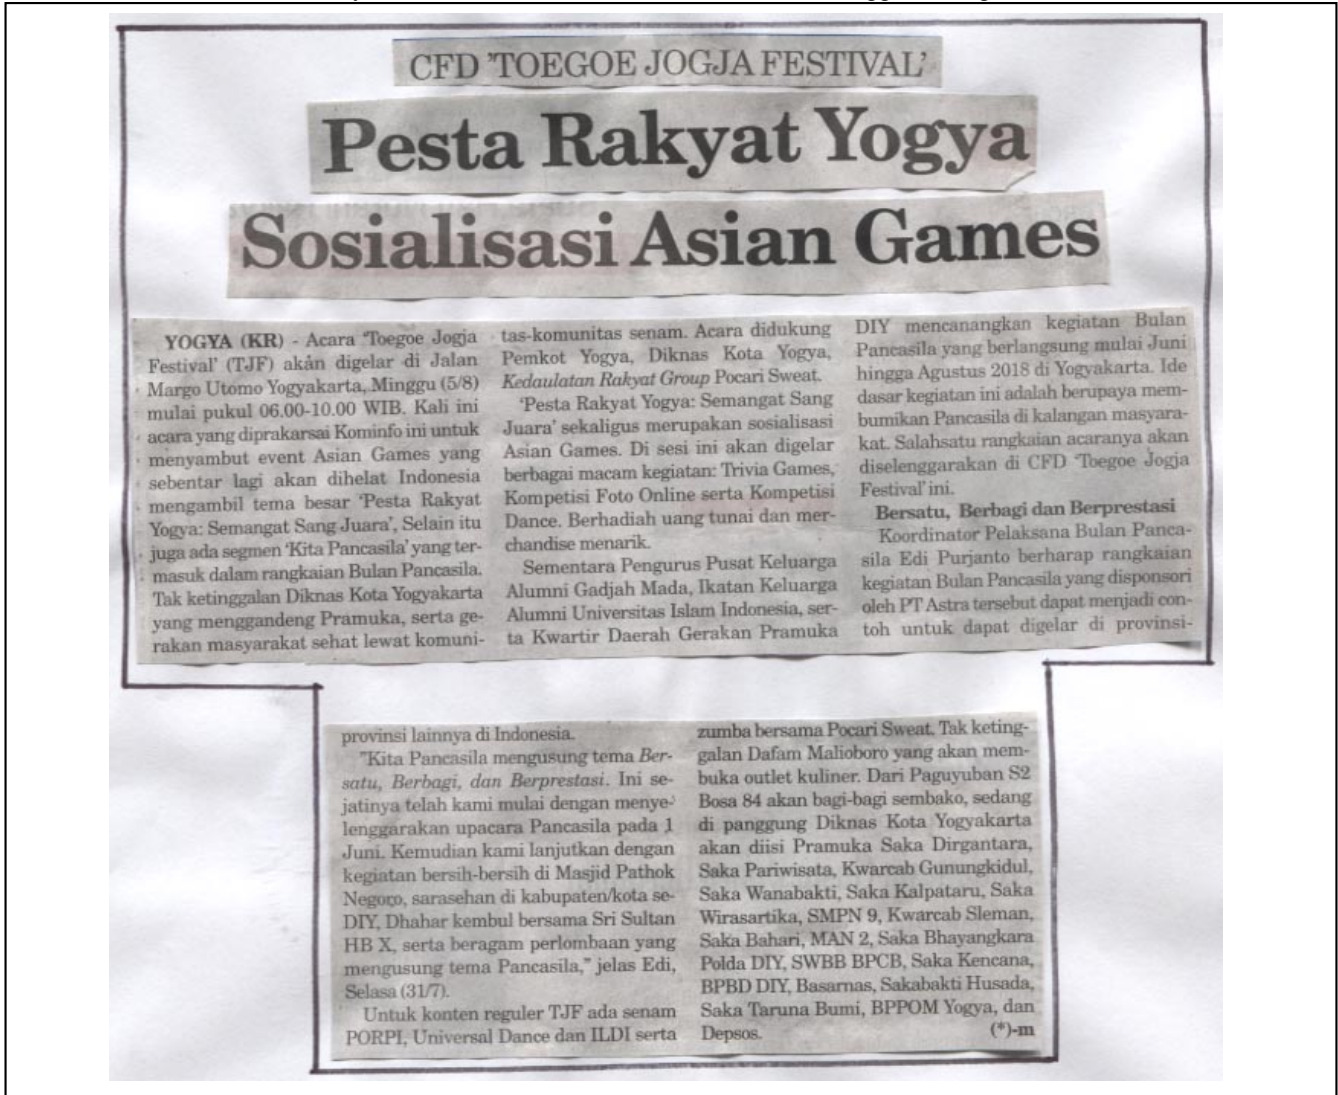 CFD 'TOEGOE JOGJA FESTIVAL'
Pesta Rakyat Yogya
Sosialisasi Asian Games
YOGYA (KR) - Acara 'Toegoe Jogja
Festival' (TJF) akan digelar di Jalan
Margo Utomo Yogyakarta, Minggu (5/8)
mulai pukul 06.00-10.00 WIB. Kali ini
acara yang diprakarsai Kominfo ini untuk
menyambut event Asian Games yang
sebentar lagi akan dihelat Indonesia
mengambil tema besar 'Pesta Rakyat
Yogya: Semangat Sang Juara', Selain itu
juga ada segmen 'Kita Pancasila' yang ter-
masuk dalam rangkaian Bulan Pancasila.
Tak ketinggalan Diknas Kota Yogyakarta
yang menggandeng Pramuka, serta ge-
rakan masyarakat sehat lewat komuni-
tas-komunitas senam. Acara didukung
Pemkot Yogya, Diknas Kota Yogya,
Kedaulatan Rakyat Group Pocari Sweat.
'Pesta Rakyat Yogya: Semangat Sang
Juara' sekaligus merupakan sosialisasi
Asian Games. Di sesi ini akan digelar
berbagai macam kegiatan: Trivia Games,
Kompetisi Foto Online serta Kompetisi
Dance. Berhadiah uang tunai dan mer-
chandise menarik.
Sementara Pengurus Pusat Keluarga
Alumni Gadjah Mada, Ikatan Keluarga
Alumni Universitas Islam Indonesia, ser-
ta Kwartir Daerah Gerakan Pramuka
DIY mencanangkan kegiatan Bulan
Pancasila yang berlangsung mulai Juni
hingga Agustus 2018 di Yogyakarta. Ide
dasar kegiatan ini adalah berupaya mem-
bumikan Pancasila di kalangan masyara-
kat. Salahsatu rangkaian acaranya akan
diselenggarakan di CFD 'Toegoe Jogja
Festival' ini.
Bersatu, Berbagi dan Berprestasi
Koordinator Pelaksana Bulan Panca-
sila Edi Purjanto berharap rangkaian
kegiatan Bulan Pancasila yang disponsori
oleh PT Astra tersebut dapat menjadi con-
toh untuk dapat digelar di provinsi-
provinsi lainnya di Indonesia.
"Kita Pancasila mengusung tema Ber-
satu, Berbagi, dan Berprestasi. Ini se-
jatinya telah kami mulai dengan menye-
lenggarakan upacara Pancasila pada 1
Juni. Kemudian kami lanjutkan dengan
kegiatan bersih-bersih di Masjid Pathok
Negoro, sarasehan di kabupaten/kota se-
DIY, Dhahar kembul bersama Sri Sultan
HB X, serta beragam perlombaan yang
mengusung tema Pancasila," jelas Edi,
Selasa (31/7).
Untuk konten reguler TJF ada senam
PORPI, Universal Dance dan ILDI serta
zumba bersama Pocari Sweat. Tak keting-
galan Dafam Malioboro yang akan mem-
buka outlet kuliner. Dari Paguyuban S2
Bosa 84 akan bagi-bagi sembako, sedang
di panggung Diknas Kota Yogyakarta
akan diisi Pramuka Saka Dirgantara,
Saka Pariwisata, Kwarcab Gunungkidul,
Saka Wanabakti, Saka Kalpataru, Saka
Wirasartika, SMPN 9, Kwarcab Sleman,
Saka Bahari, MAN 2, Saka Bhayangkara
Polda DIY, SWBB BPCB, Saka Kencana,
BPBD DIY, Basarnas, Sakabakti Husada,
Saka Taruna Bumi, BPPOM Yogya, dan
Depsos. (*)-m